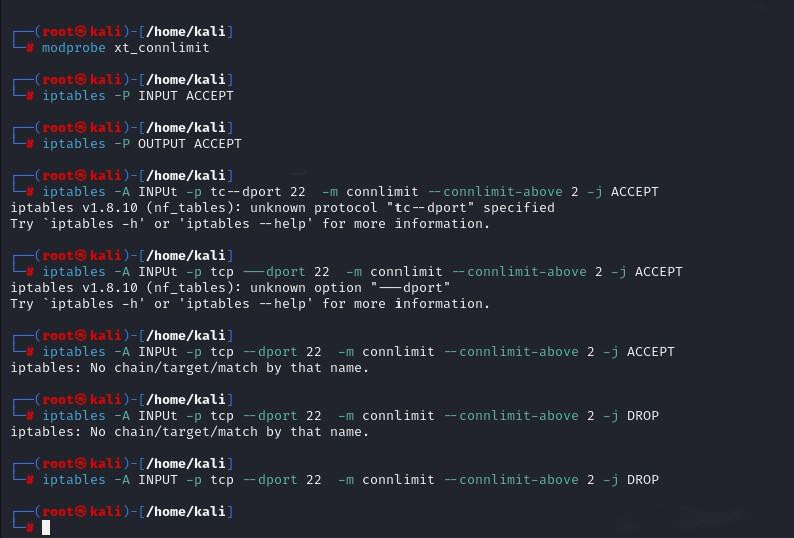 ┌──(root㉿kali)-[/home/kali]
└─# modprobe xt_connlimit
┌──(root㉿kali)-[/home/kali]
└─# iptables -P INPUT ACCEPT
┌──(root㉿kali)-[/home/kali]
└─# iptables -P OUTPUT ACCEPT
┌──(root㉿kali)-[/home/kali]
└─# iptables -A INPUt -p tc--dport 22  -m connlimit --connlimit-above 2 -j ACCEPT
iptables v1.8.10 (nf_tables): unknown protocol "tc--dport" specified
Try `iptables -h' or 'iptables --help' for more information.
┌──(root㉿kali)-[/home/kali]
└─# iptables -A INPUt -p tcp ---dport 22  -m connlimit --connlimit-above 2 -j ACCEPT
iptables v1.8.10 (nf_tables): unknown option "---dport"
Try `iptables -h' or 'iptables --help' for more information.
┌──(root㉿kali)-[/home/kali]
└─# iptables -A INPUt -p tcp --dport 22  -m connlimit --connlimit-above 2 -j ACCEPT
iptables: No chain/target/match by that name.
┌──(root㉿kali)-[/home/kali]
└─# iptables -A INPUt -p tcp --dport 22  -m connlimit --connlimit-above 2 -j DROP
iptables: No chain/target/match by that name.
┌──(root㉿kali)-[/home/kali]
└─# iptables -A INPUT -p tcp --dport 22  -m connlimit --connlimit-above 2 -j DROP
┌──(root㉿kali)-[/home/kali]
└─#